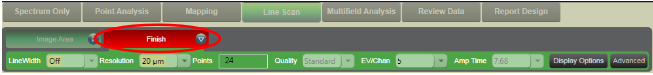 Spectrum Only Point Analysis Mapping Line Scan Multifield Analysis Review Data Report Design
Image Area Finish
LineWidth Off Resolution 20 µm Points 24 Quality Standard EV/Chan 5 Amp Time 7.68 Display Options Advanced